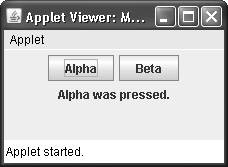 Applet Viewer: M...
Applet
Alpha Beta
Alpha was pressed.
Applet started.